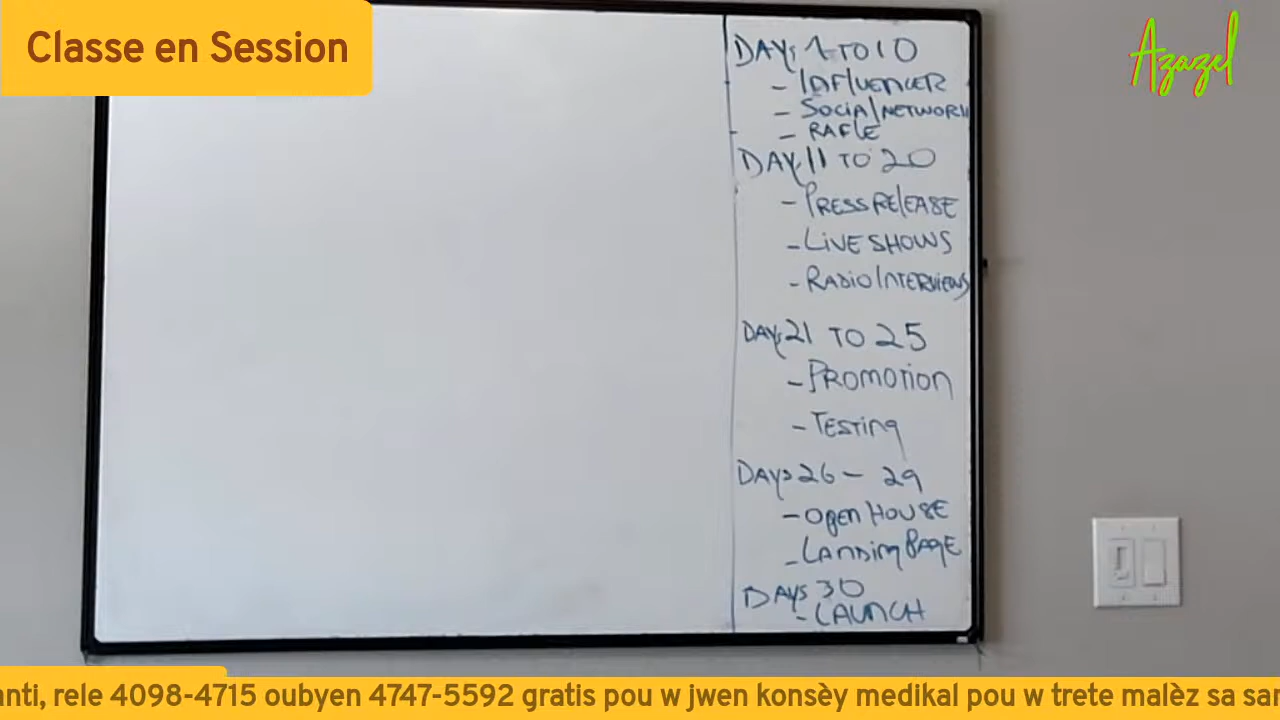 Classe en Session
Azazel
DAYS 1 TO 10
- INFLUENCER
- SOCIAL NETWORK
- RAFLE
DAY 11 TO 20
- PRESS RELEASE
- LIVE SHOWS
- RADIO INTERVIEWS
DAYS 21 TO 25
- PROMOTION
- TESTING
DAYS 26 - 29
- OPEN HOUSE
- LANDING PAGE
DAYS 30
- LAUNCH
anti, rele 4098-4715 oubyen 4747-5592 gratis pou w jwen konsèy medikal pou w trete malèz sa san